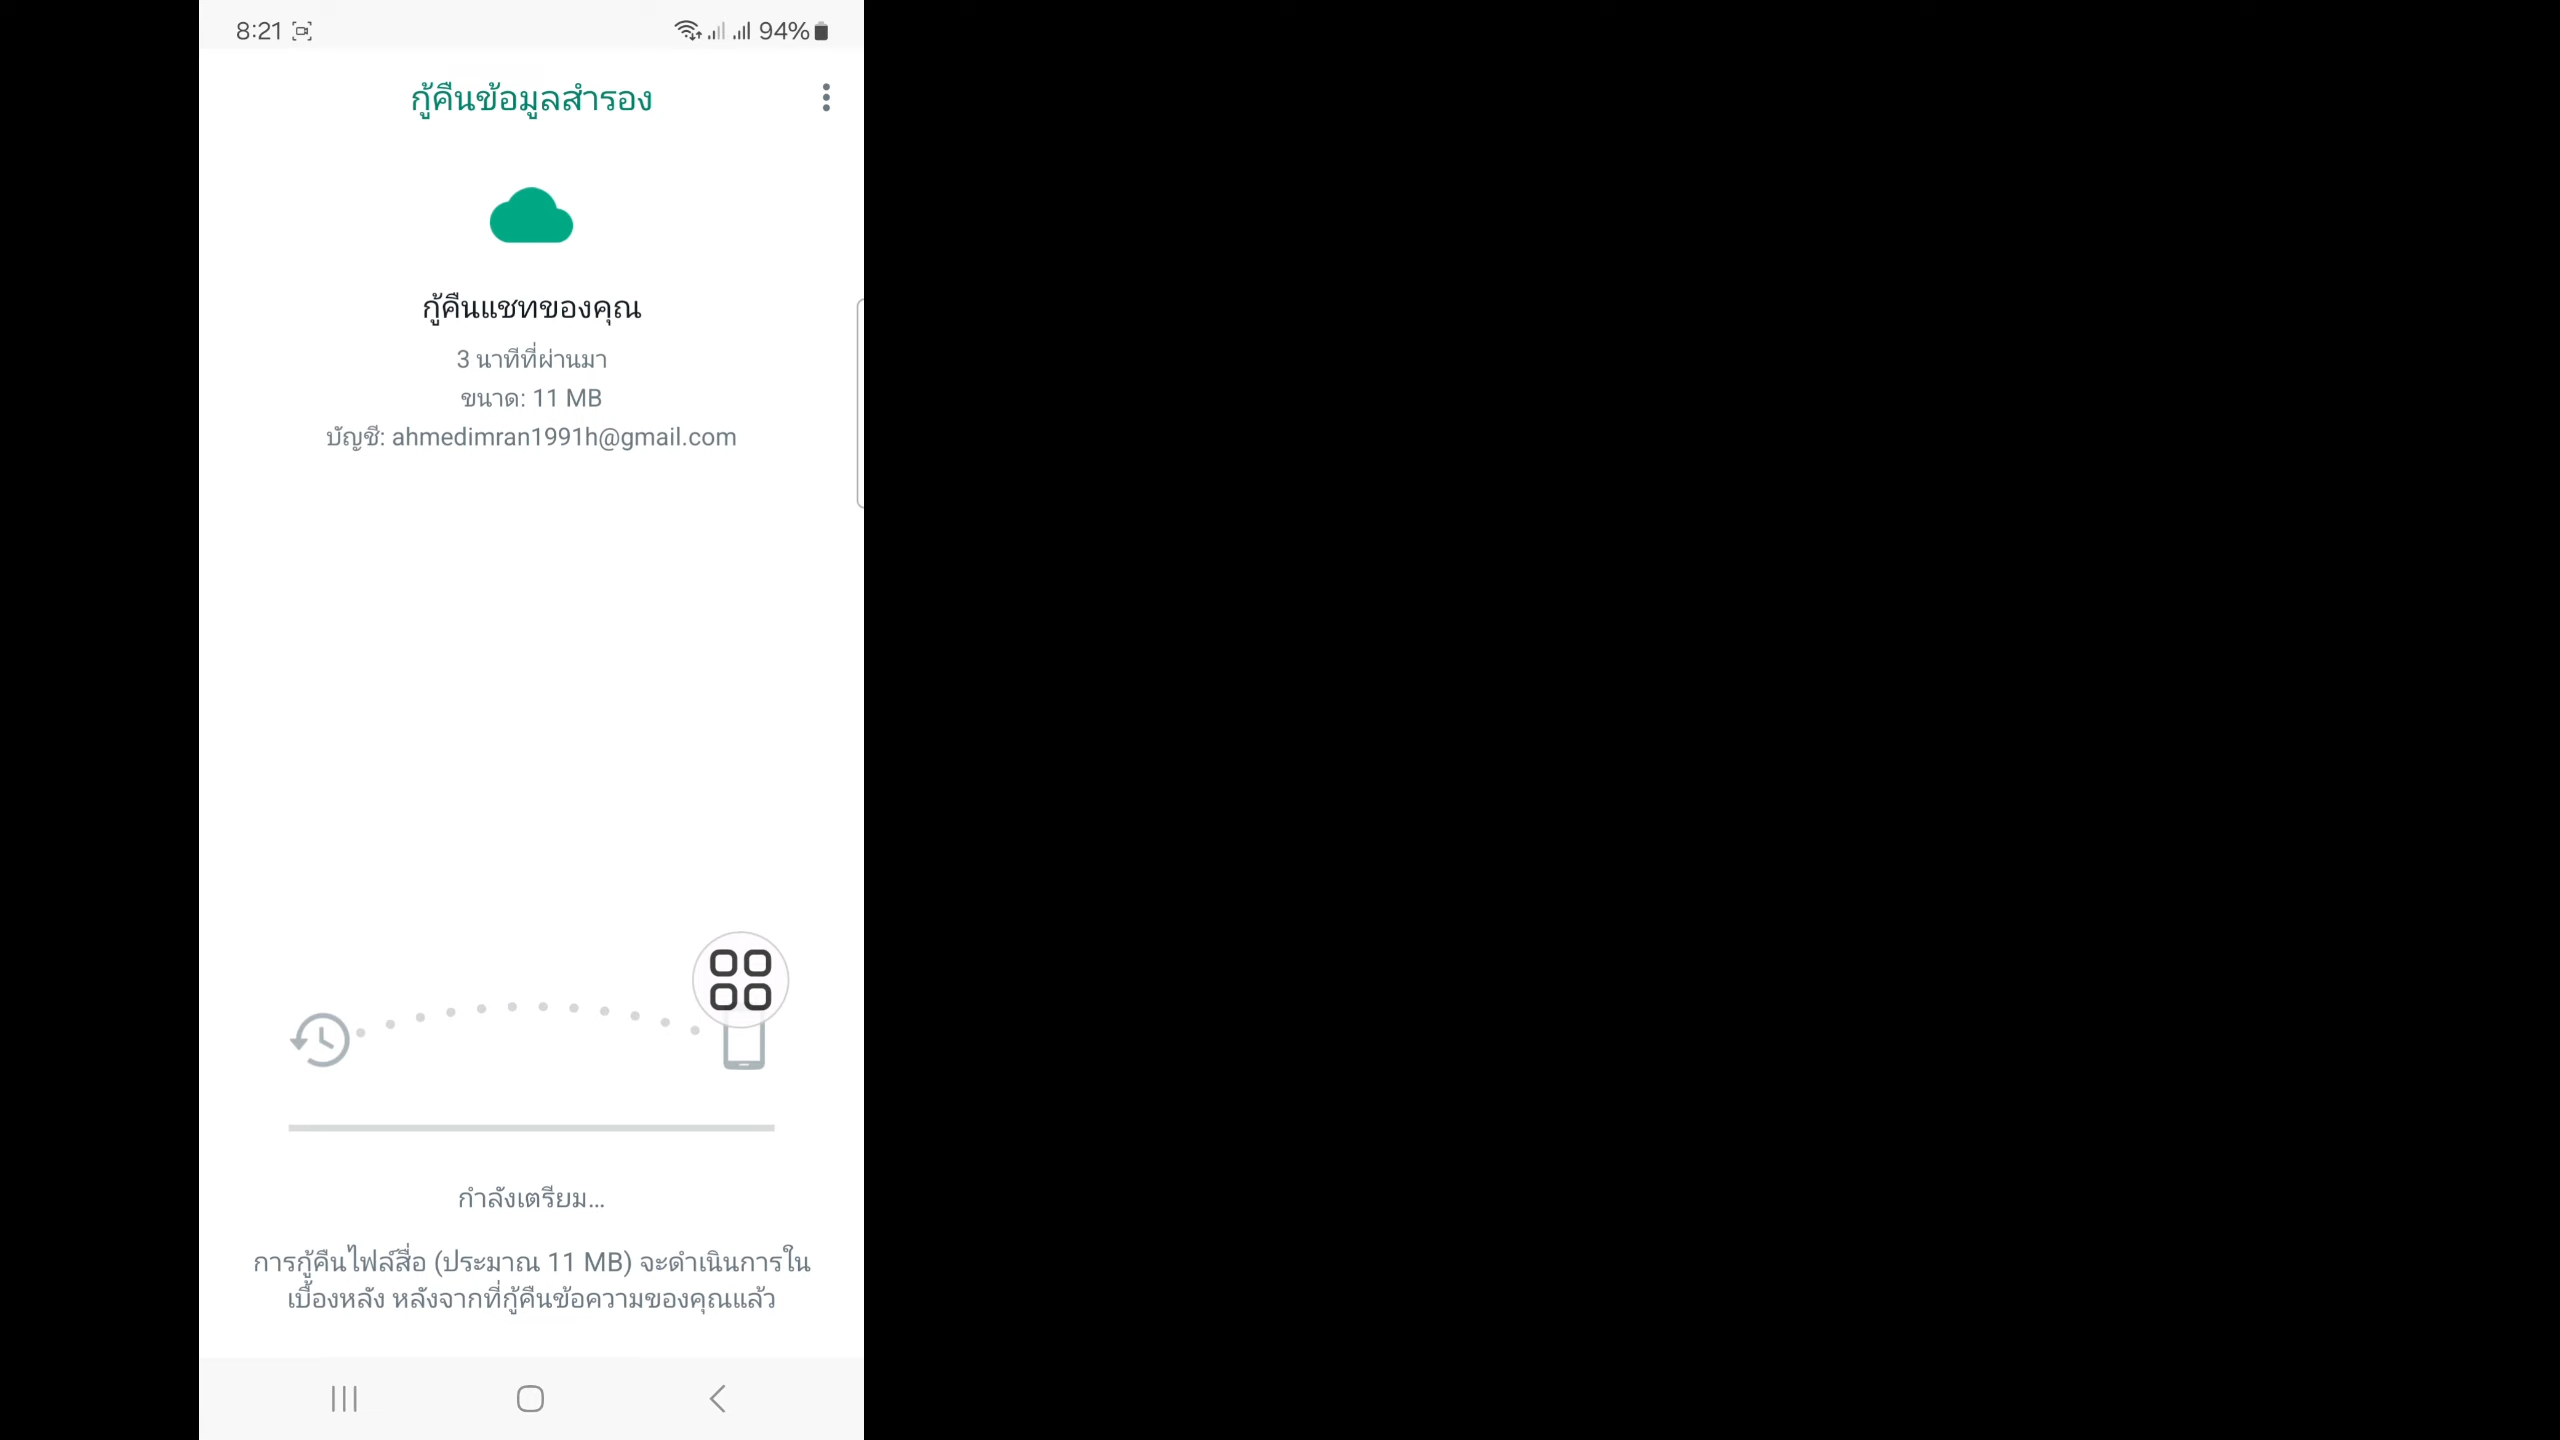 8:21
94%
กู้คืนข้อมูลสำรอง
กู้คืนแชทของคุณ
3 นาทีที่ผ่านมา
ขนาด: 11 MB
บัญชี: ahmedimran1991h@gmail.com
กำลังเตรียม...
การกู้คืนไฟล์สื่อ (ประมาณ 11 MB) จะดำเนินการใน
เบื้องหลัง หลังจากที่กู้คืนข้อความของคุณแล้ว